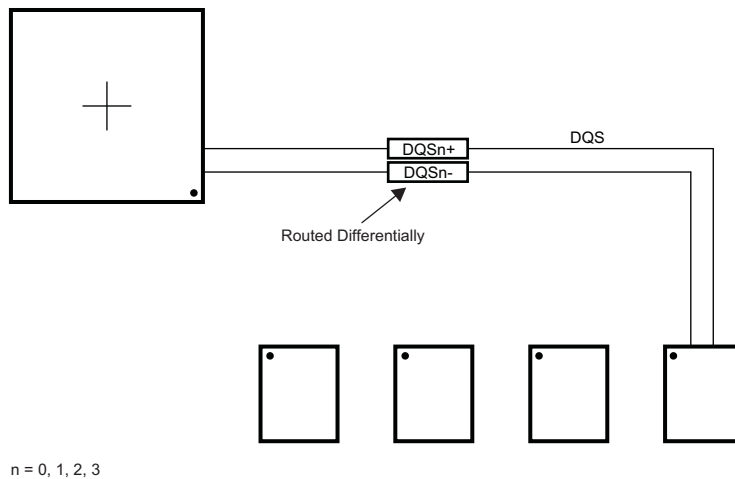 DQSn+
DQS
DQSn-
Routed Differentially
n = 0, 1, 2, 3